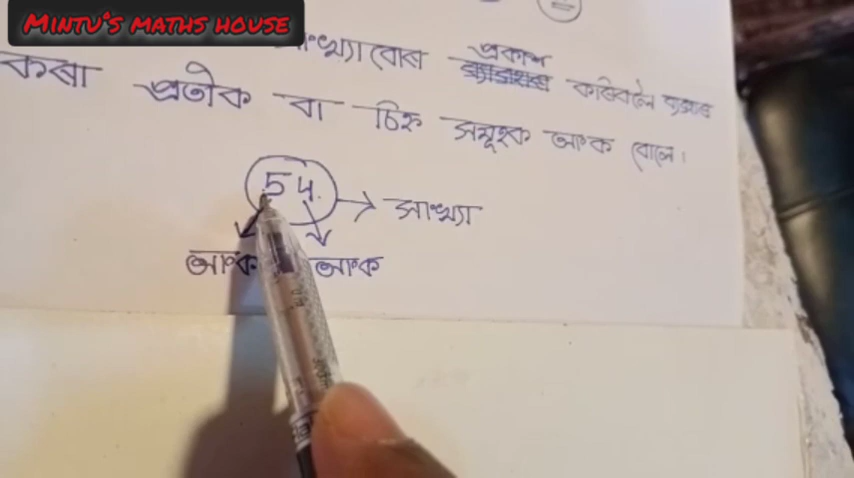 MINTU'S MATHS HOUSE
সাংখ্যাবোৰ প্ৰকাশ কৰিবলৈ ব্যৱহাৰ
কৰা প্ৰতীক বা চিহ্ন সমূহক আংক বোলে।
54 → সাংখ্যা
আংক আংক